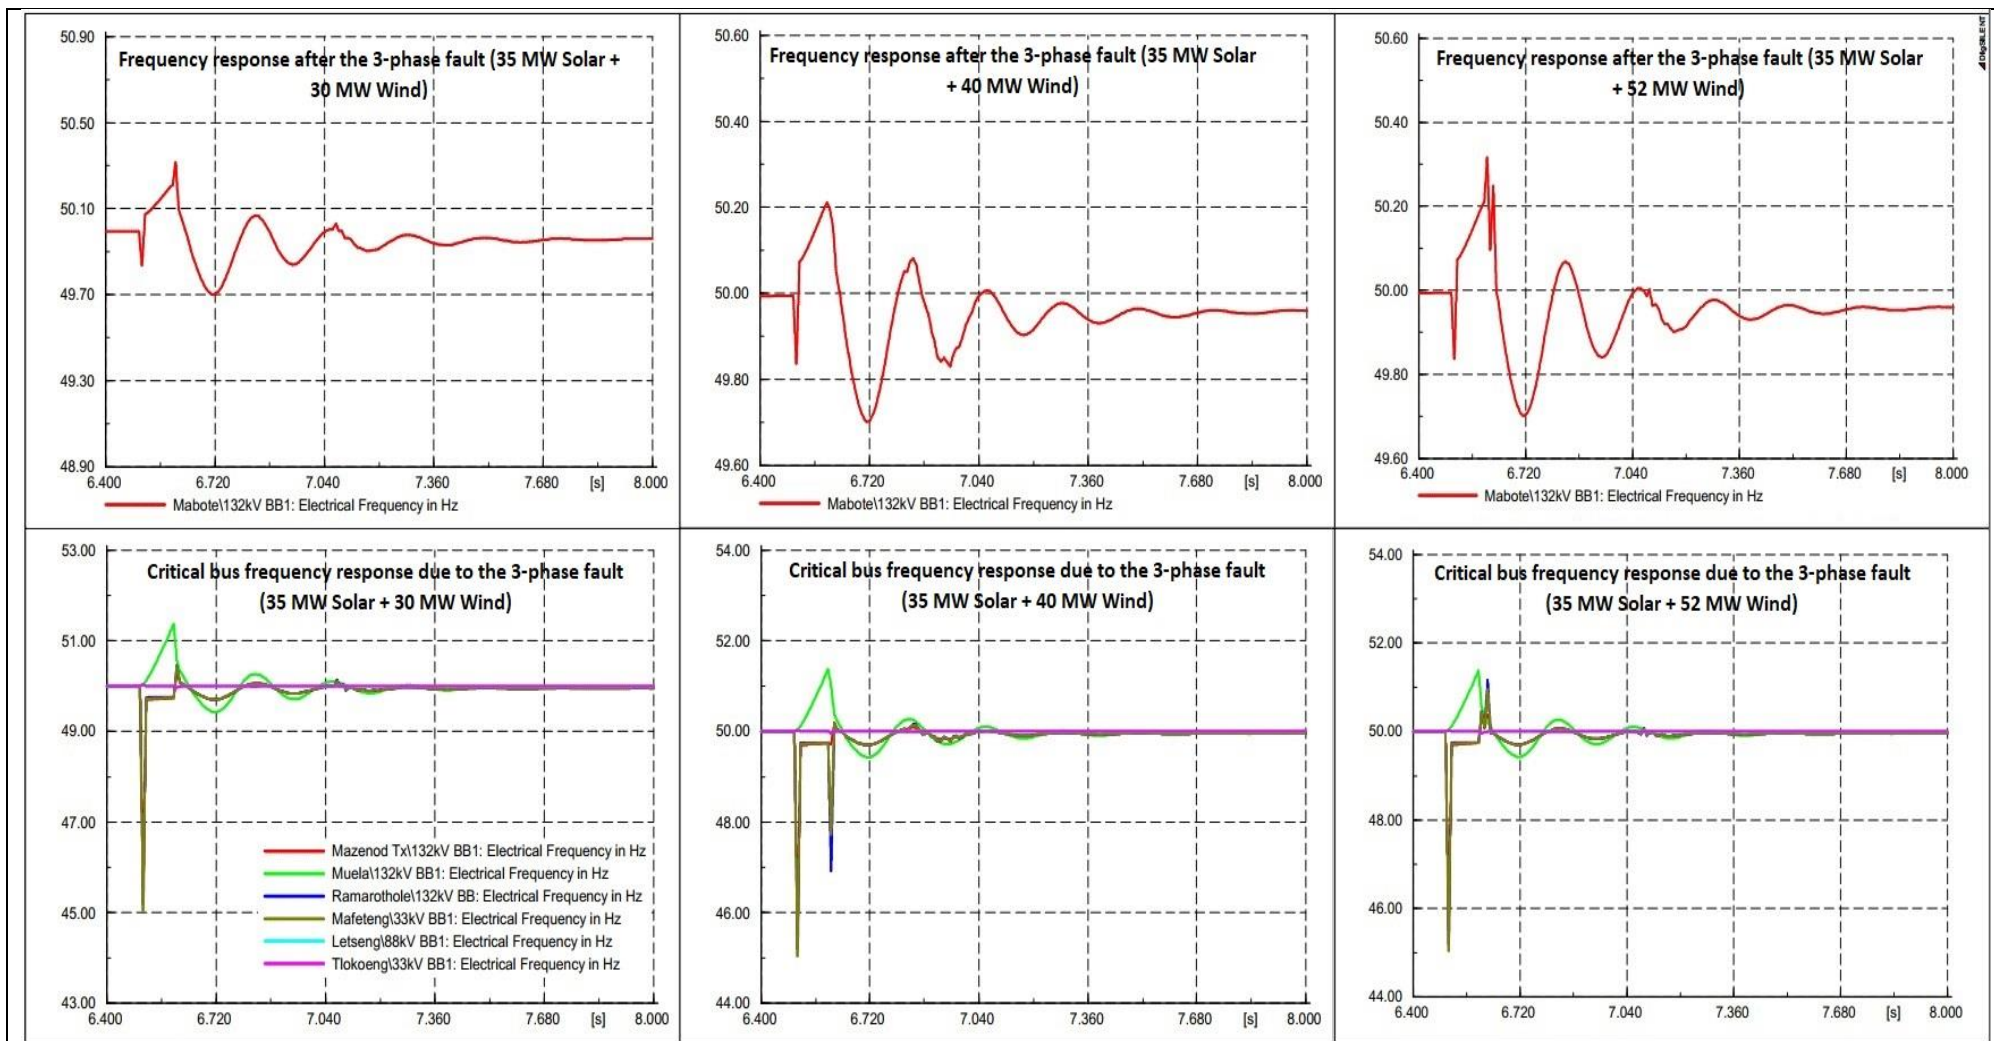 50.90
Frequency response after the 3-phase fault (35 MW Solar +
30 MW Wind)
50.50
50.10
49.70
49.30
48.90
6.400 6.720 7.040 7.360 7.680 [s] 8.000
Mabote\132kV BB1: Electrical Frequency in Hz
50.60
Frequency response after the 3-phase fault (35 MW Solar
+ 40 MW Wind)
50.40
50.20
50.00
49.80
49.60
6.400 6.720 7.040 7.360 7.680 [s] 8.000
Mabote\132kV BB1: Electrical Frequency in Hz
DIgSILENT
50.60
Frequency response after the 3-phase fault (35 MW Solar
+ 52 MW Wind)
50.40
50.20
50.00
49.80
49.60
6.400 6.720 7.040 7.360 7.680 [s] 8.000
Mabote\132kV BB1: Electrical Frequency in Hz
53.00
Critical bus frequency response due to the 3-phase fault
(35 MW Solar + 30 MW Wind)
51.00
49.00
47.00
Mazenod Tx\132kV BB1: Electrical Frequency in Hz
Muela\132kV BB1: Electrical Frequency in Hz
Ramarothole\132kV BB: Electrical Frequency in Hz
45.00
Mafeteng\33kV BB1: Electrical Frequency in Hz
Letseng\88kV BB1: Electrical Frequency in Hz
Tlokoeng\33kV BB1: Electrical Frequency in Hz
43.00
6.400 6.720 7.040 7.360 7.680 [s] 8.000
54.00
Critical bus frequency response due to the 3-phase fault
(35 MW Solar + 40 MW Wind)
52.00
50.00
48.00
46.00
44.00
6.400 6.720 7.040 7.360 7.680 [s] 8.000
54.00
Critical bus frequency response due to the 3-phase fault
(35 MW Solar + 52 MW Wind)
52.00
50.00
48.00
46.00
44.00
6.400 6.720 7.040 7.360 7.680 [s] 8.000